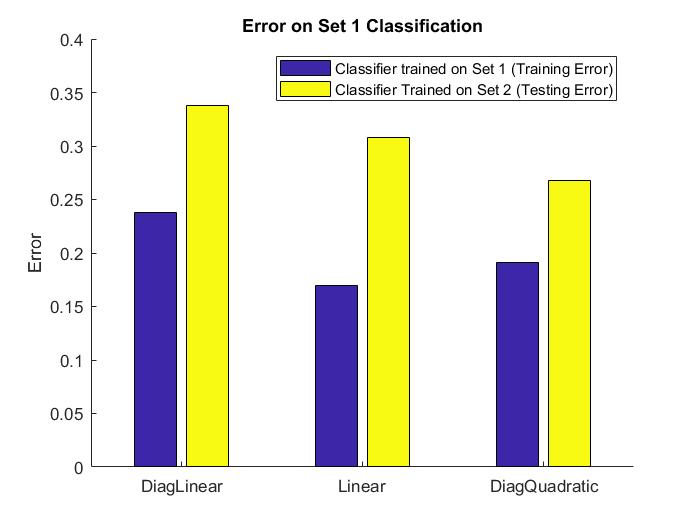 Error on Set 1 Classification
Classifier trained on Set 1 (Training Error)
Classifier Trained on Set 2 (Testing Error)
Error
0.4
0.35
0.3
0.25
0.2
0.15
0.1
0.05
0
DiagLinear
Linear
DiagQuadratic